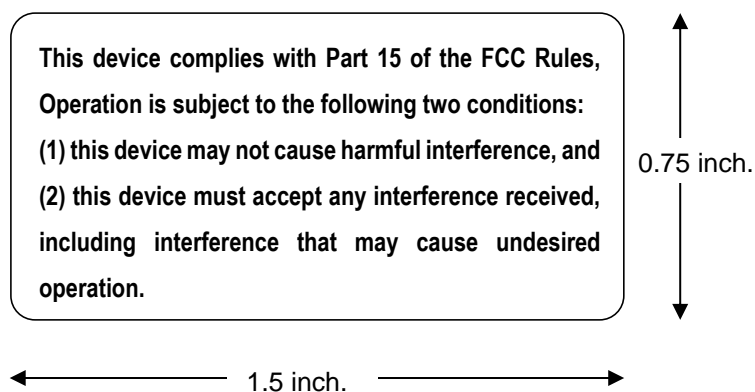 This device complies with Part 15 of the FCC Rules,
Operation is subject to the following two conditions:
(1) this device may not cause harmful interference, and
(2) this device must accept any interference received,
including interference that may cause undesired
operation.
0.75 inch.
1.5 inch.